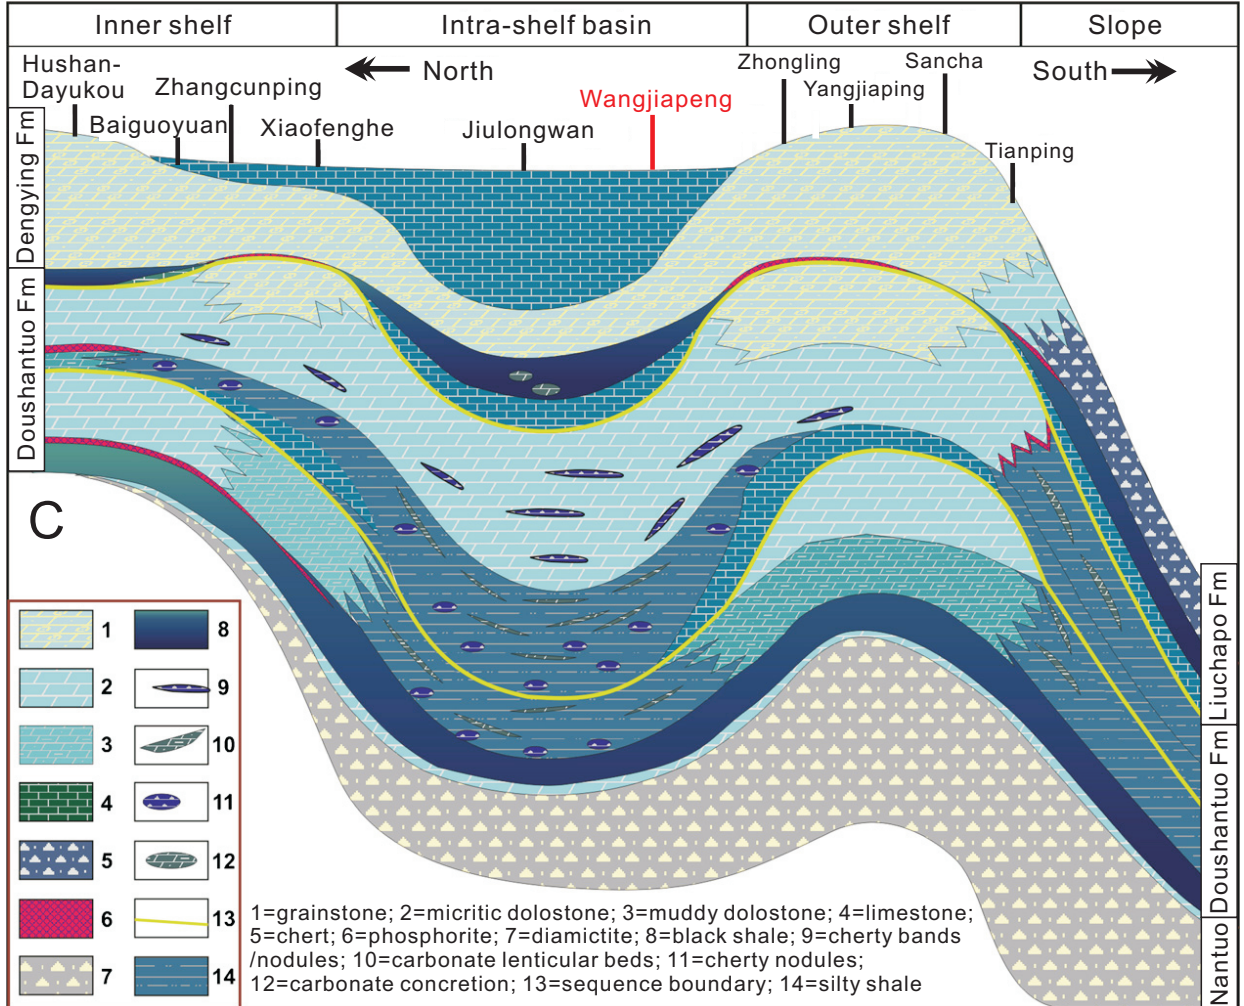 Inner shelf
Intra-shelf basin
Outer shelf
Slope
Hushan-
Dayukou
Zhangcunping
North
Zhongling
Sancha
South
Yangjiaping
Wangjiapeng
Baiguoyuan
Xiaofenghe
Jiulongwan
Tianping
Dengying Fm
Doushantuo Fm
C
Liuchapo Fm
Doushantuo Fm
Nantuo
1
8
2
9
3
10
4
11
5
12
6
13
7
14
1=grainstone; 2=micritic dolostone; 3=muddy dolostone; 4=limestone;
5=chert; 6=phosphorite; 7=diamictite; 8=black shale; 9=cherty bands
/nodules; 10=carbonate lenticular beds; 11=cherty nodules;
12=carbonate concretion; 13=sequence boundary; 14=silty shale